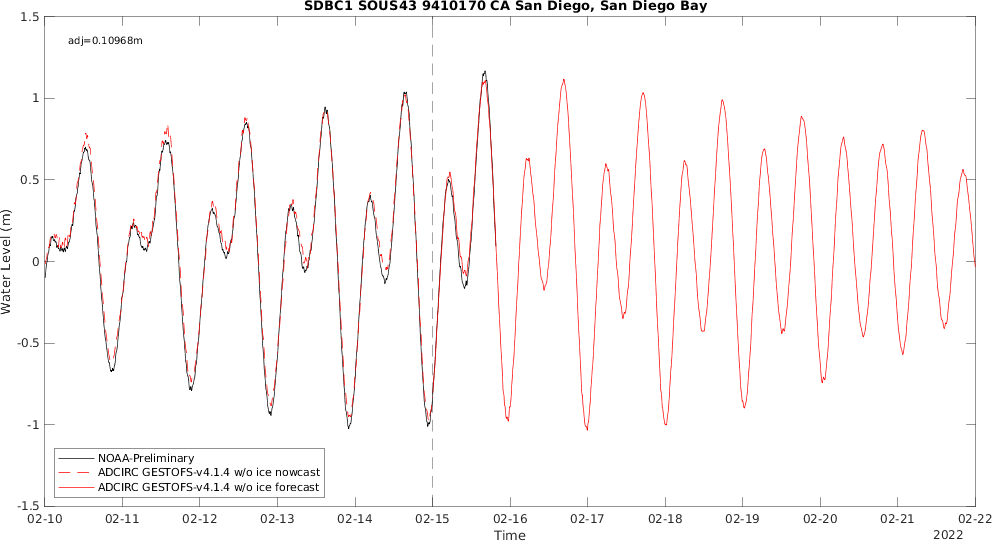 SDBC1 SOUS43 9410170 CA San Diego, San Diego Bay
adj=0.10968m
1.5
1
0.5
0
-0.5
-1
-1.5
Water Level (m)
NOAA-Preliminary
ADCIRC GESTOFS-v4.1.4 w/o ice nowcast
ADCIRC GESTOFS-v4.1.4 w/o ice forecast
02-10 02-11 02-12 02-13 02-14 02-15 02-16 02-17 02-18 02-19 02-20 02-21 02-22
Time
2022